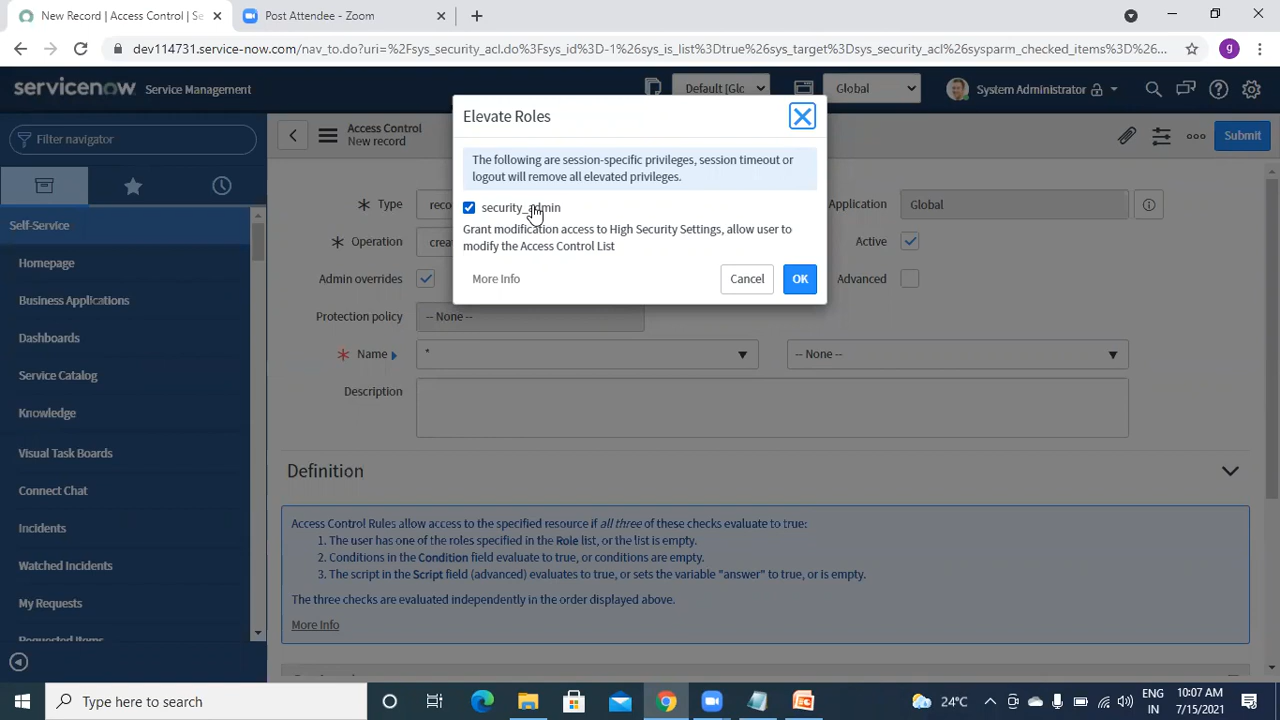 New Record | Access Control | Se
Post Attendee - Zoom
dev114731.service-now.com/nav_to.do?uri=%2Fsys_security_acl.do%3Fsys_id%3D-1%26sys_is_list%3Dtrue%26sys_target%3Dsys_security_acl%26sysparm_checked_items%3D%26...
g
servicenow Service Management
Default [Glo
Global
System Administrator
Filter navigator
Self-Service
Homepage
Business Applications
Dashboards
Service Catalog
Knowledge
Visual Task Boards
Connect Chat
Incidents
Watched Incidents
My Requests
Requested Items
Access Control
New record
Submit
Elevate Roles
The following are session-specific privileges, session timeout or
logout will remove all elevated privileges.
security_admin
Grant modification access to High Security Settings, allow user to
modify the Access Control List
More Info
Cancel
OK
Type
reco
Application
Global
Operation
crea
Active
Admin overrides
Advanced
Protection policy
-- None --
Name
*
-- None --
Description
Definition
Access Control Rules allow access to the specified resource if all three of these checks evaluate to true:
1. The user has one of the roles specified in the Role list, or the list is empty.
2. Conditions in the Condition field evaluate to true, or conditions are empty.
3. The script in the Script field (advanced) evaluates to true, or sets the variable "answer" to true, or is empty.
The three checks are evaluated independently in the order displayed above.
More Info
Type here to search
24°C
ENG
IN
10:07 AM
7/15/2021